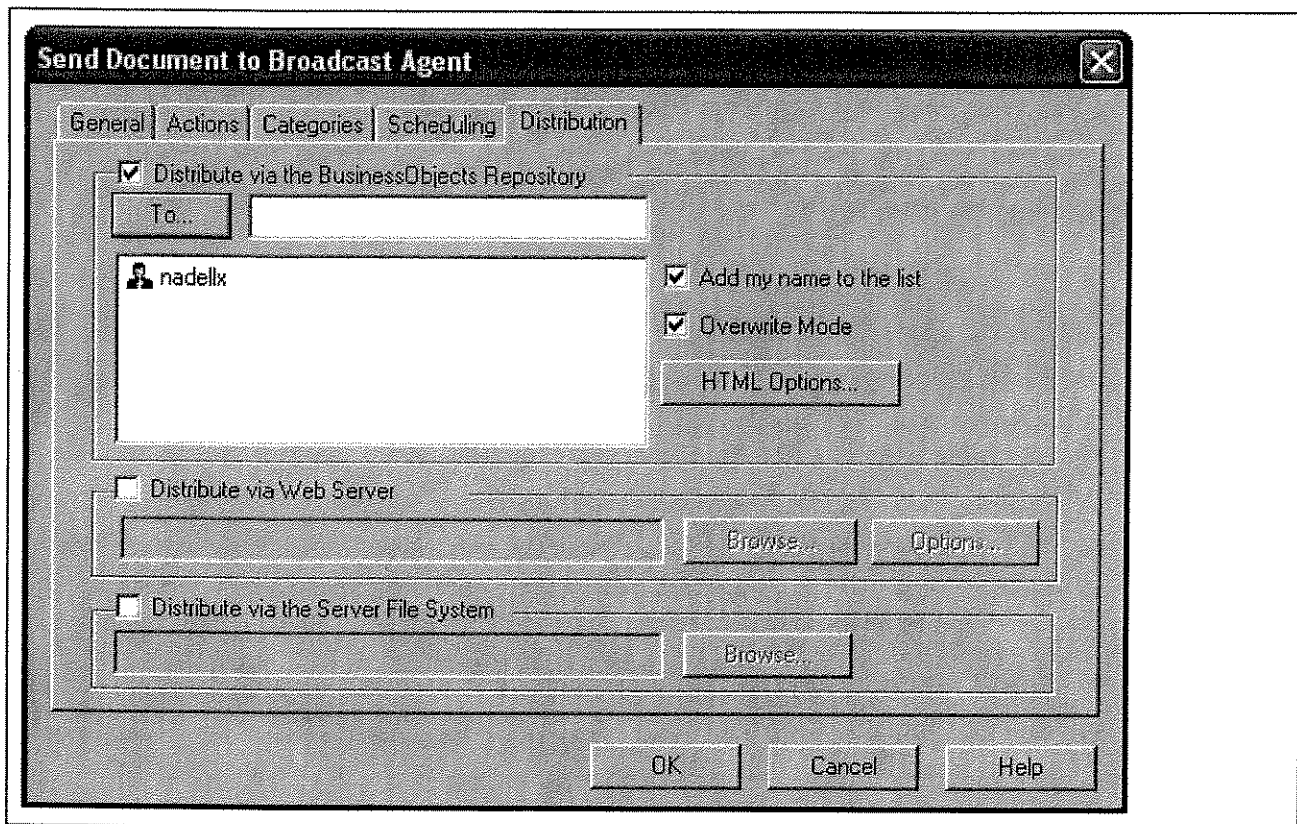 Send Document to Broadcast Agent
General Actions Categories Scheduling Distribution
Distribute via the BusinessObjects Repository
To...
nadellx
Add my name to the list
Overwrite Mode
HTML Options...
Distribute via Web Server
Browse... Options...
Distribute via the Server File System
Browse...
OK Cancel Help